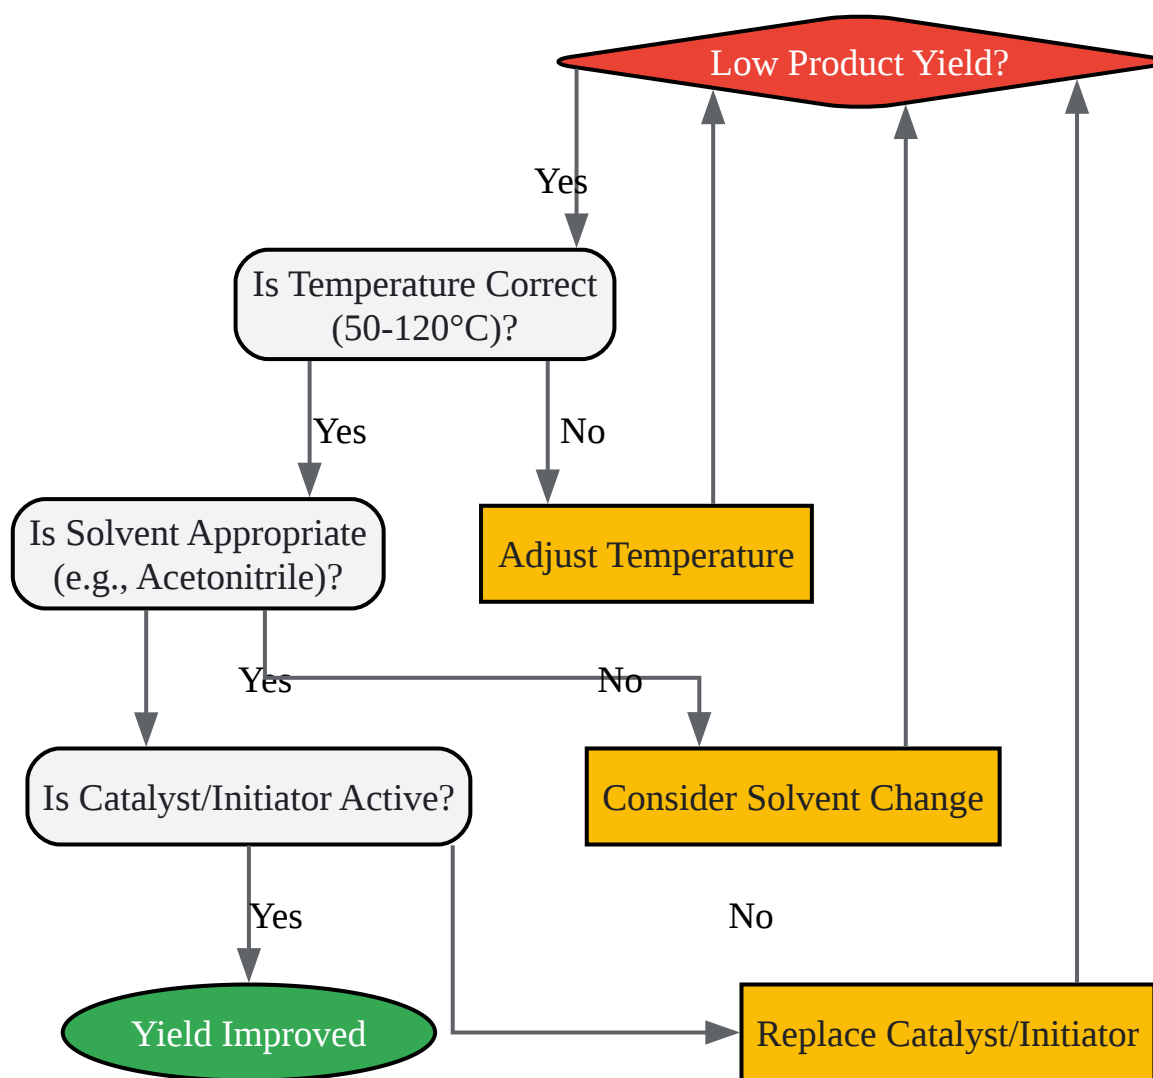 Low Product Yield?
Yes
Is Temperature Correct
(50-120°C)?
Yes
No
Is Solvent Appropriate
(e.g., Acetonitrile)?
Adjust Temperature
Yes
No
Is Catalyst/Initiator Active?
Consider Solvent Change
Yes
No
Yield Improved
Replace Catalyst/Initiator